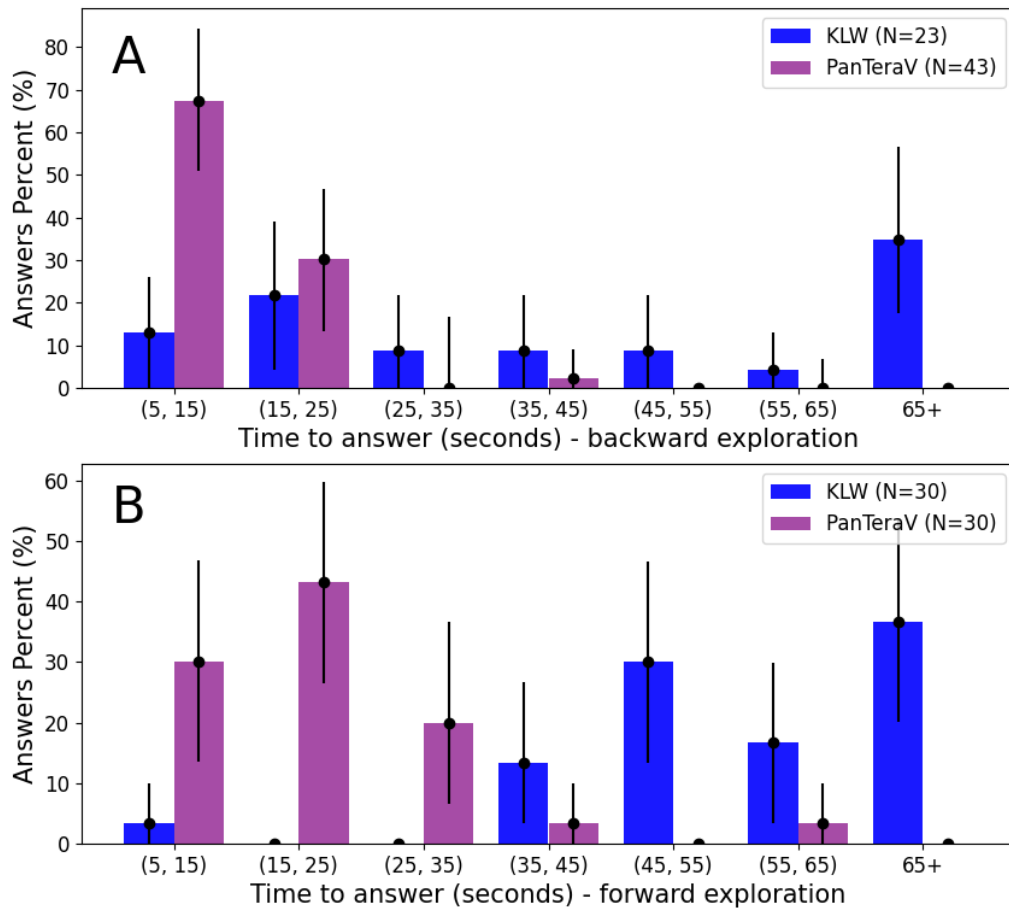 A
KLW (N=23)
PanTeraV (N=43)
Answers Percent (%)
80
70
60
50
40
30
20
10
0
(5, 15) (15, 25) (25, 35) (35, 45) (45, 55) (55, 65) 65+
Time to answer (seconds) - backward exploration
B
KLW (N=30)
PanTeraV (N=30)
Answers Percent (%)
60
50
40
30
20
10
0
(5, 15) (15, 25) (25, 35) (35, 45) (45, 55) (55, 65) 65+
Time to answer (seconds) - forward exploration